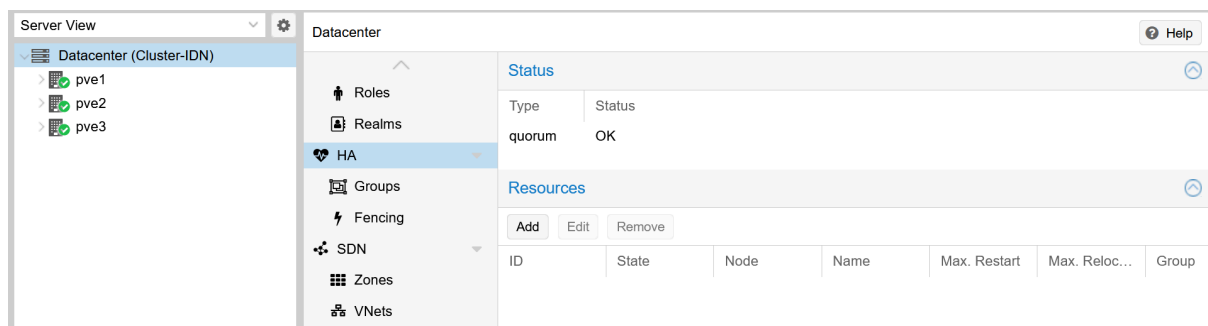 Server View
Datacenter (Cluster-IDN)
pve1
pve2
pve3
Datacenter
Help
Roles
Realms
HA
Groups
Fencing
SDN
Zones
VNets
Status
Type Status
quorum OK
Resources
Add Edit Remove
ID State Node Name Max. Restart Max. Reloc... Group